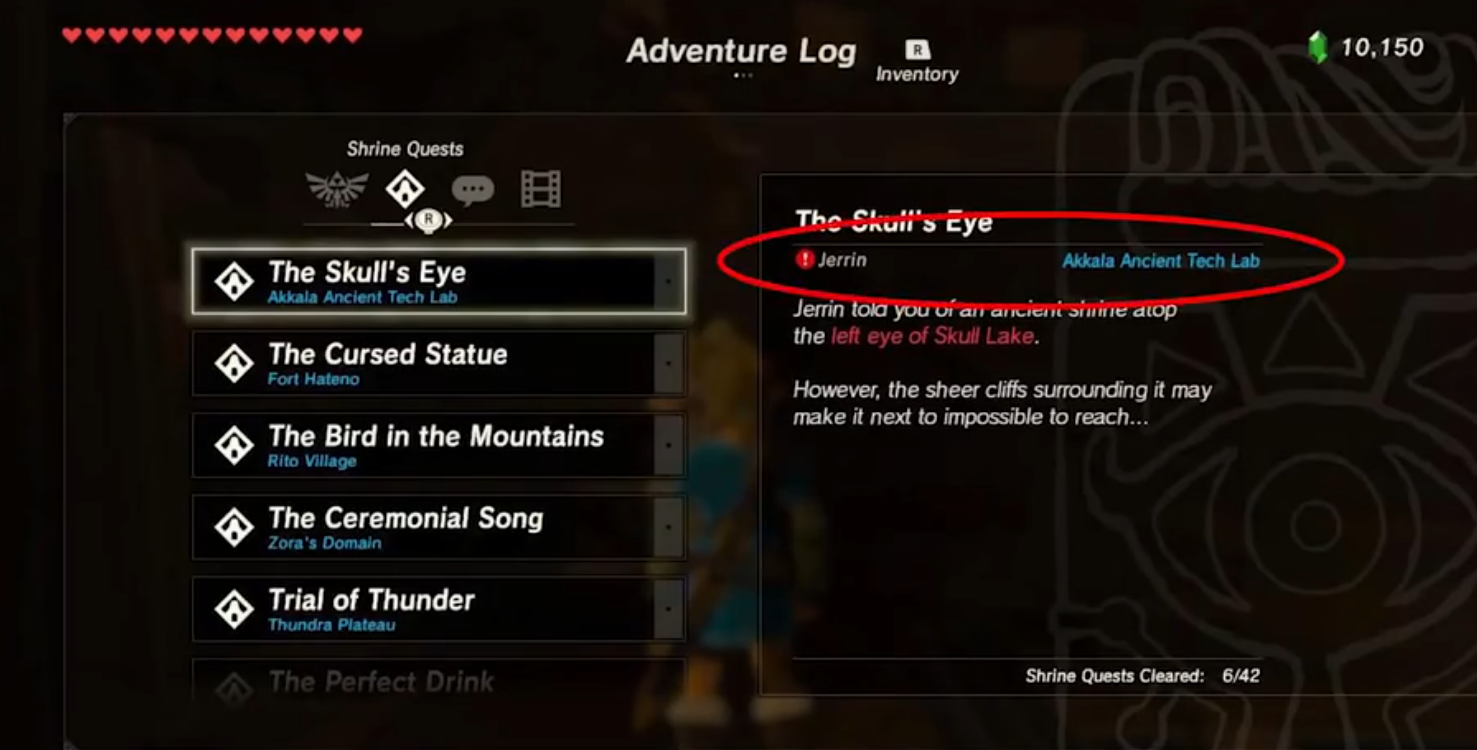 Adventure Log
R
Inventory
10,150
Shrine Quests
R
The Skull's Eye
Akkala Ancient Tech Lab
The Cursed Statue
Fort Hateno
The Bird in the Mountains
Rito Village
The Ceremonial Song
Zora's Domain
Trial of Thunder
Thundra Plateau
The Perfect Drink
The Skull's Eye
! Jerrin
Akkala Ancient Tech Lab
Jerrin told you of an ancient shrine atop
the left eye of Skull Lake.
However, the sheer cliffs surrounding it may
make it next to impossible to reach...
Shrine Quests Cleared: 6/42